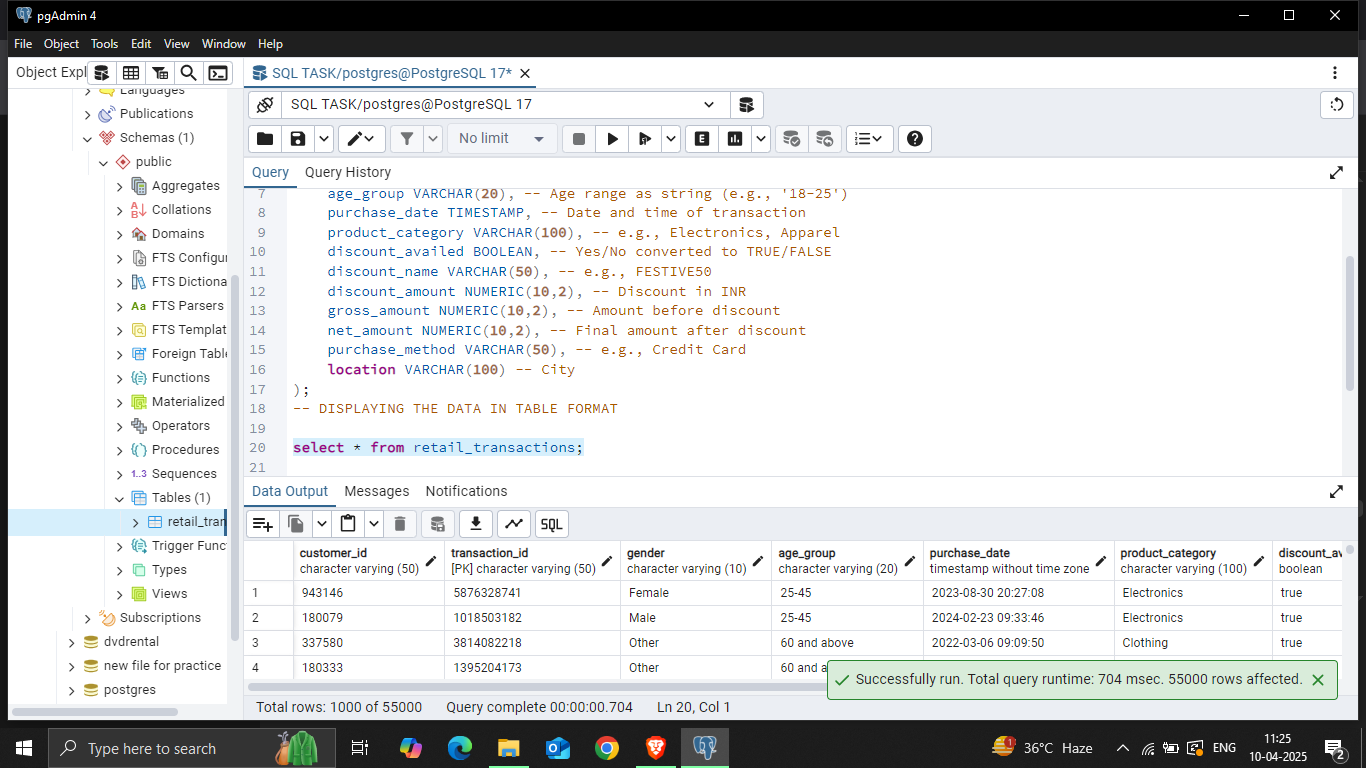 pgAdmin 4
File Object Tools Edit View Window Help
Object Expl
SQL TASK/postgres@PostgreSQL 17*
Languages
Publications
Schemas (1)
public
Aggregates
Collations
Domains
FTS Configur
FTS Dictiona
Aa FTS Parsers
FTS Templat
Foreign Table
Functions
Materialized
Operators
Procedures
1..3 Sequences
Tables (1)
retail_tran
Trigger Func
Types
Views
Subscriptions
dvdrental
new file for practice
postgres
SQL TASK/postgres@PostgreSQL 17
No limit
E
Query Query History
7 age_group VARCHAR(20), -- Age range as string (e.g., '18-25')
8 purchase_date TIMESTAMP, -- Date and time of transaction
9 product_category VARCHAR(100), -- e.g., Electronics, Apparel
10 discount_availed BOOLEAN, -- Yes/No converted to TRUE/FALSE
11 discount_name VARCHAR(50), -- e.g., FESTIVE50
12 discount_amount NUMERIC(10,2), -- Discount in INR
13 gross_amount NUMERIC(10,2), -- Amount before discount
14 net_amount NUMERIC(10,2), -- Final amount after discount
15 purchase_method VARCHAR(50), -- e.g., Credit Card
16 location VARCHAR(100) -- City
17 );
18 -- DISPLAYING THE DATA IN TABLE FORMAT
19
20 select * from retail_transactions;
21
Data Output Messages Notifications
SQL
customer_id transaction_id gender age_group purchase_date product_category discount_av
character varying (50) [PK] character varying (50) character varying (10) character varying (20) timestamp without time zone character varying (100) boolean
1 943146 5876328741 Female 25-45 2023-08-30 20:27:08 Electronics true
2 180079 1018503182 Male 25-45 2024-02-23 09:33:46 Electronics true
3 337580 3814082218 Other 60 and above 2022-03-06 09:09:50 Clothing true
4 180333 1395204173 Other 60 and a
Successfully run. Total query runtime: 704 msec. 55000 rows affected.
Total rows: 1000 of 55000 Query complete 00:00:00.704 Ln 20, Col 1
Type here to search
1
36°C Haze
ENG
11:25
10-04-2025
2